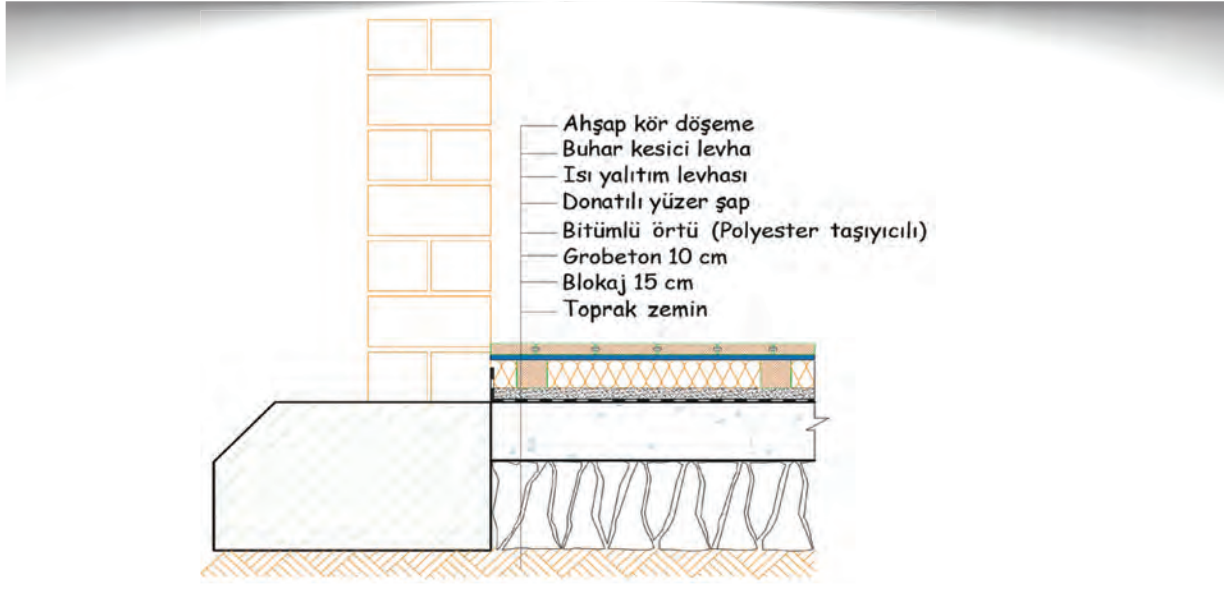 Ahşap kör döşeme
Buhar kesici levha
Isı yalıtım levhası
Donatılı yüzer şap
Bitümlü örtü (Polyester taşıyıcılı)
Grobeton 10 cm
Blokaj 15 cm
Toprak zemin